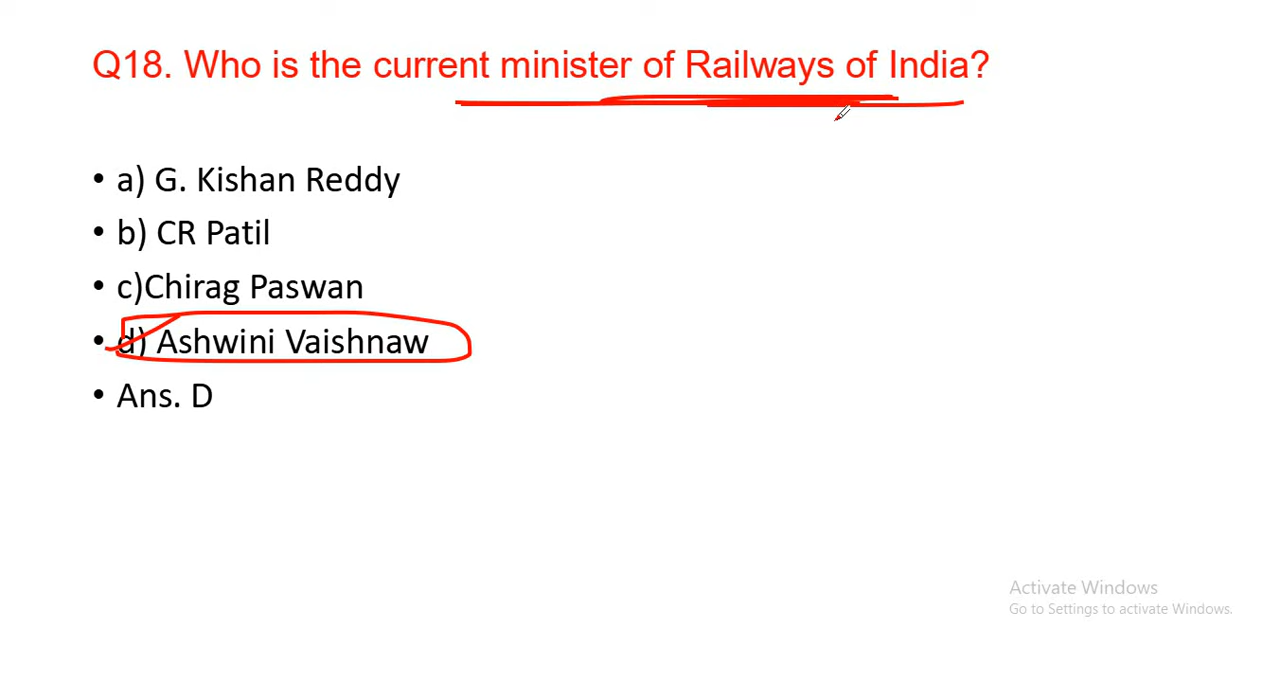 Q18. Who is the current minister of Railways of India?
• a) G. Kishan Reddy
• b) CR Patil
• c)Chirag Paswan
• d) Ashwini Vaishnaw
• Ans. D
Activate Windows
Go to Settings to activate Windows.